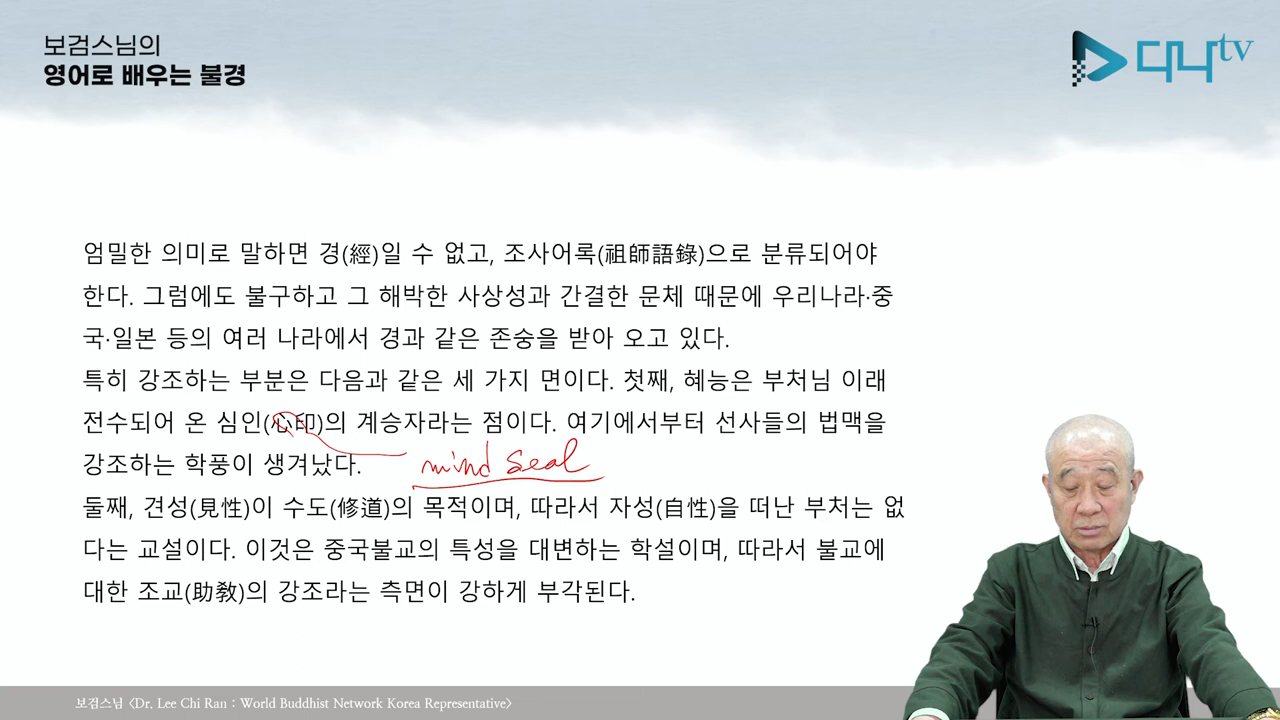 보검스님의
영어로 배우는 불경
다나tv
엄밀한 의미로 말하면 경(經)일 수 없고, 조사어록(祖師語錄)으로 분류되어야
한다. 그럼에도 불구하고 그 해박한 사상성과 간결한 문체 때문에 우리나라·중
국·일본 등의 여러 나라에서 경과 같은 존숭을 받아 오고 있다.
특히 강조하는 부분은 다음과 같은 세 가지 면이다. 첫째, 혜능은 부처님 이래
전수되어 온 심인(心印)의 계승자라는 점이다. 여기에서부터 선사들의 법맥을
강조하는 학풍이 생겨났다.
mind seal
둘째, 견성(見性)이 수도(修道)의 목적이며, 따라서 자성(自性)을 떠난 부처는 없
다는 교설이다. 이것은 중국불교의 특성을 대변하는 학설이며, 따라서 불교에
대한 조교(助敎)의 강조라는 측면이 강하게 부각된다.
보검스님 <Dr. Lee Chi Ran : World Buddhist Network Korea Representative>